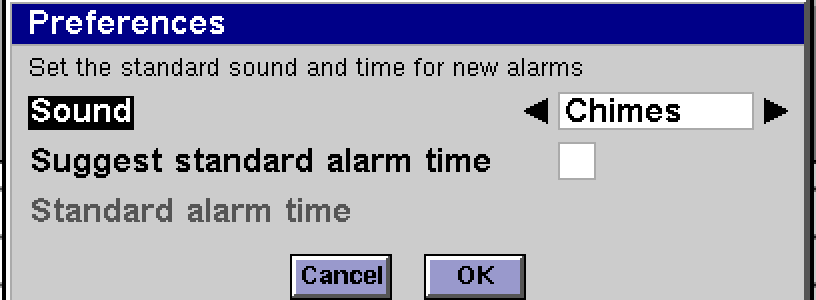 Preferences
Set the standard sound and time for new alarms
Sound Chimes
Suggest standard alarm time
Standard alarm time
Cancel OK